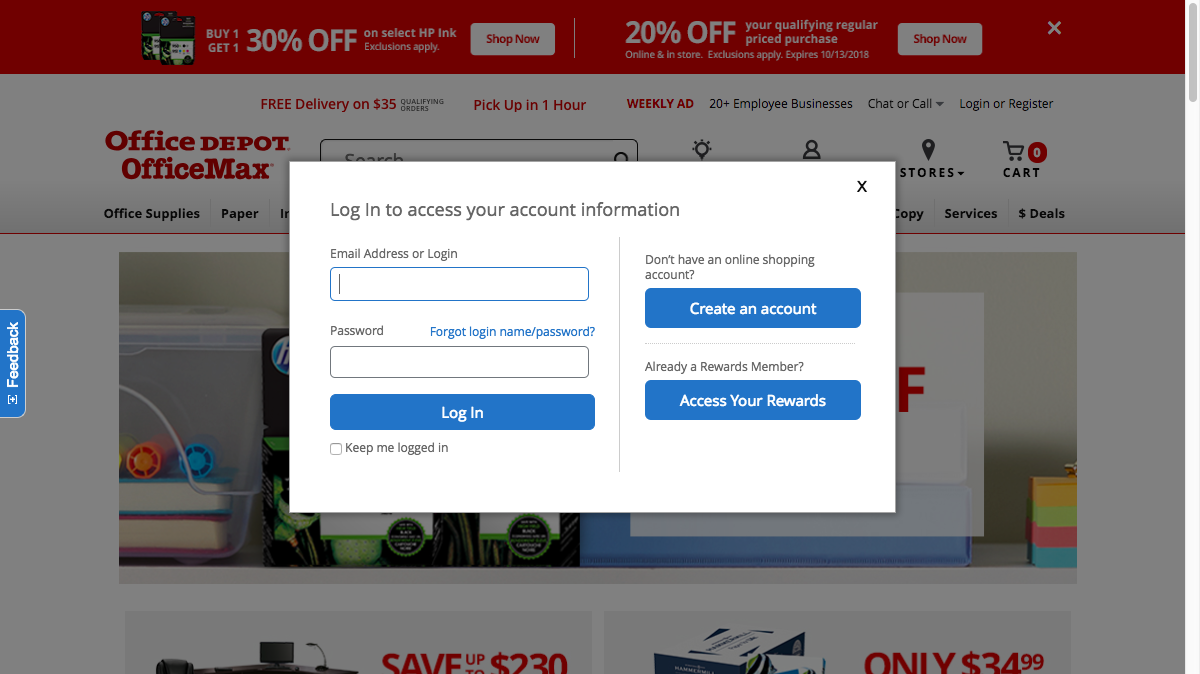 BUY 1
GET 1
30% OFF
on select HP Ink
Exclusions apply.
Shop Now
20% OFF
your qualifying regular
priced purchase
Online & in store. Exclusions apply. Expires 10/13/2018
Shop Now
FREE Delivery on $35 QUALIFYING ORDERS
Pick Up in 1 Hour
WEEKLY AD
20+ Employee Businesses
Chat or Call
Login or Register
Office DEPOT
OfficeMax
Search
STORES
0
CART
Office Supplies
Paper
Copy
Services
$ Deals
X
Log In to access your account information
Email Address or Login
Password
Forgot login name/password?
Log In
Keep me logged in
Don't have an online shopping
account?
Create an account
Already a Rewards Member?
Access Your Rewards
Feedback
SAVE UP TO $230
HAMMERMILL
ONLY $3499